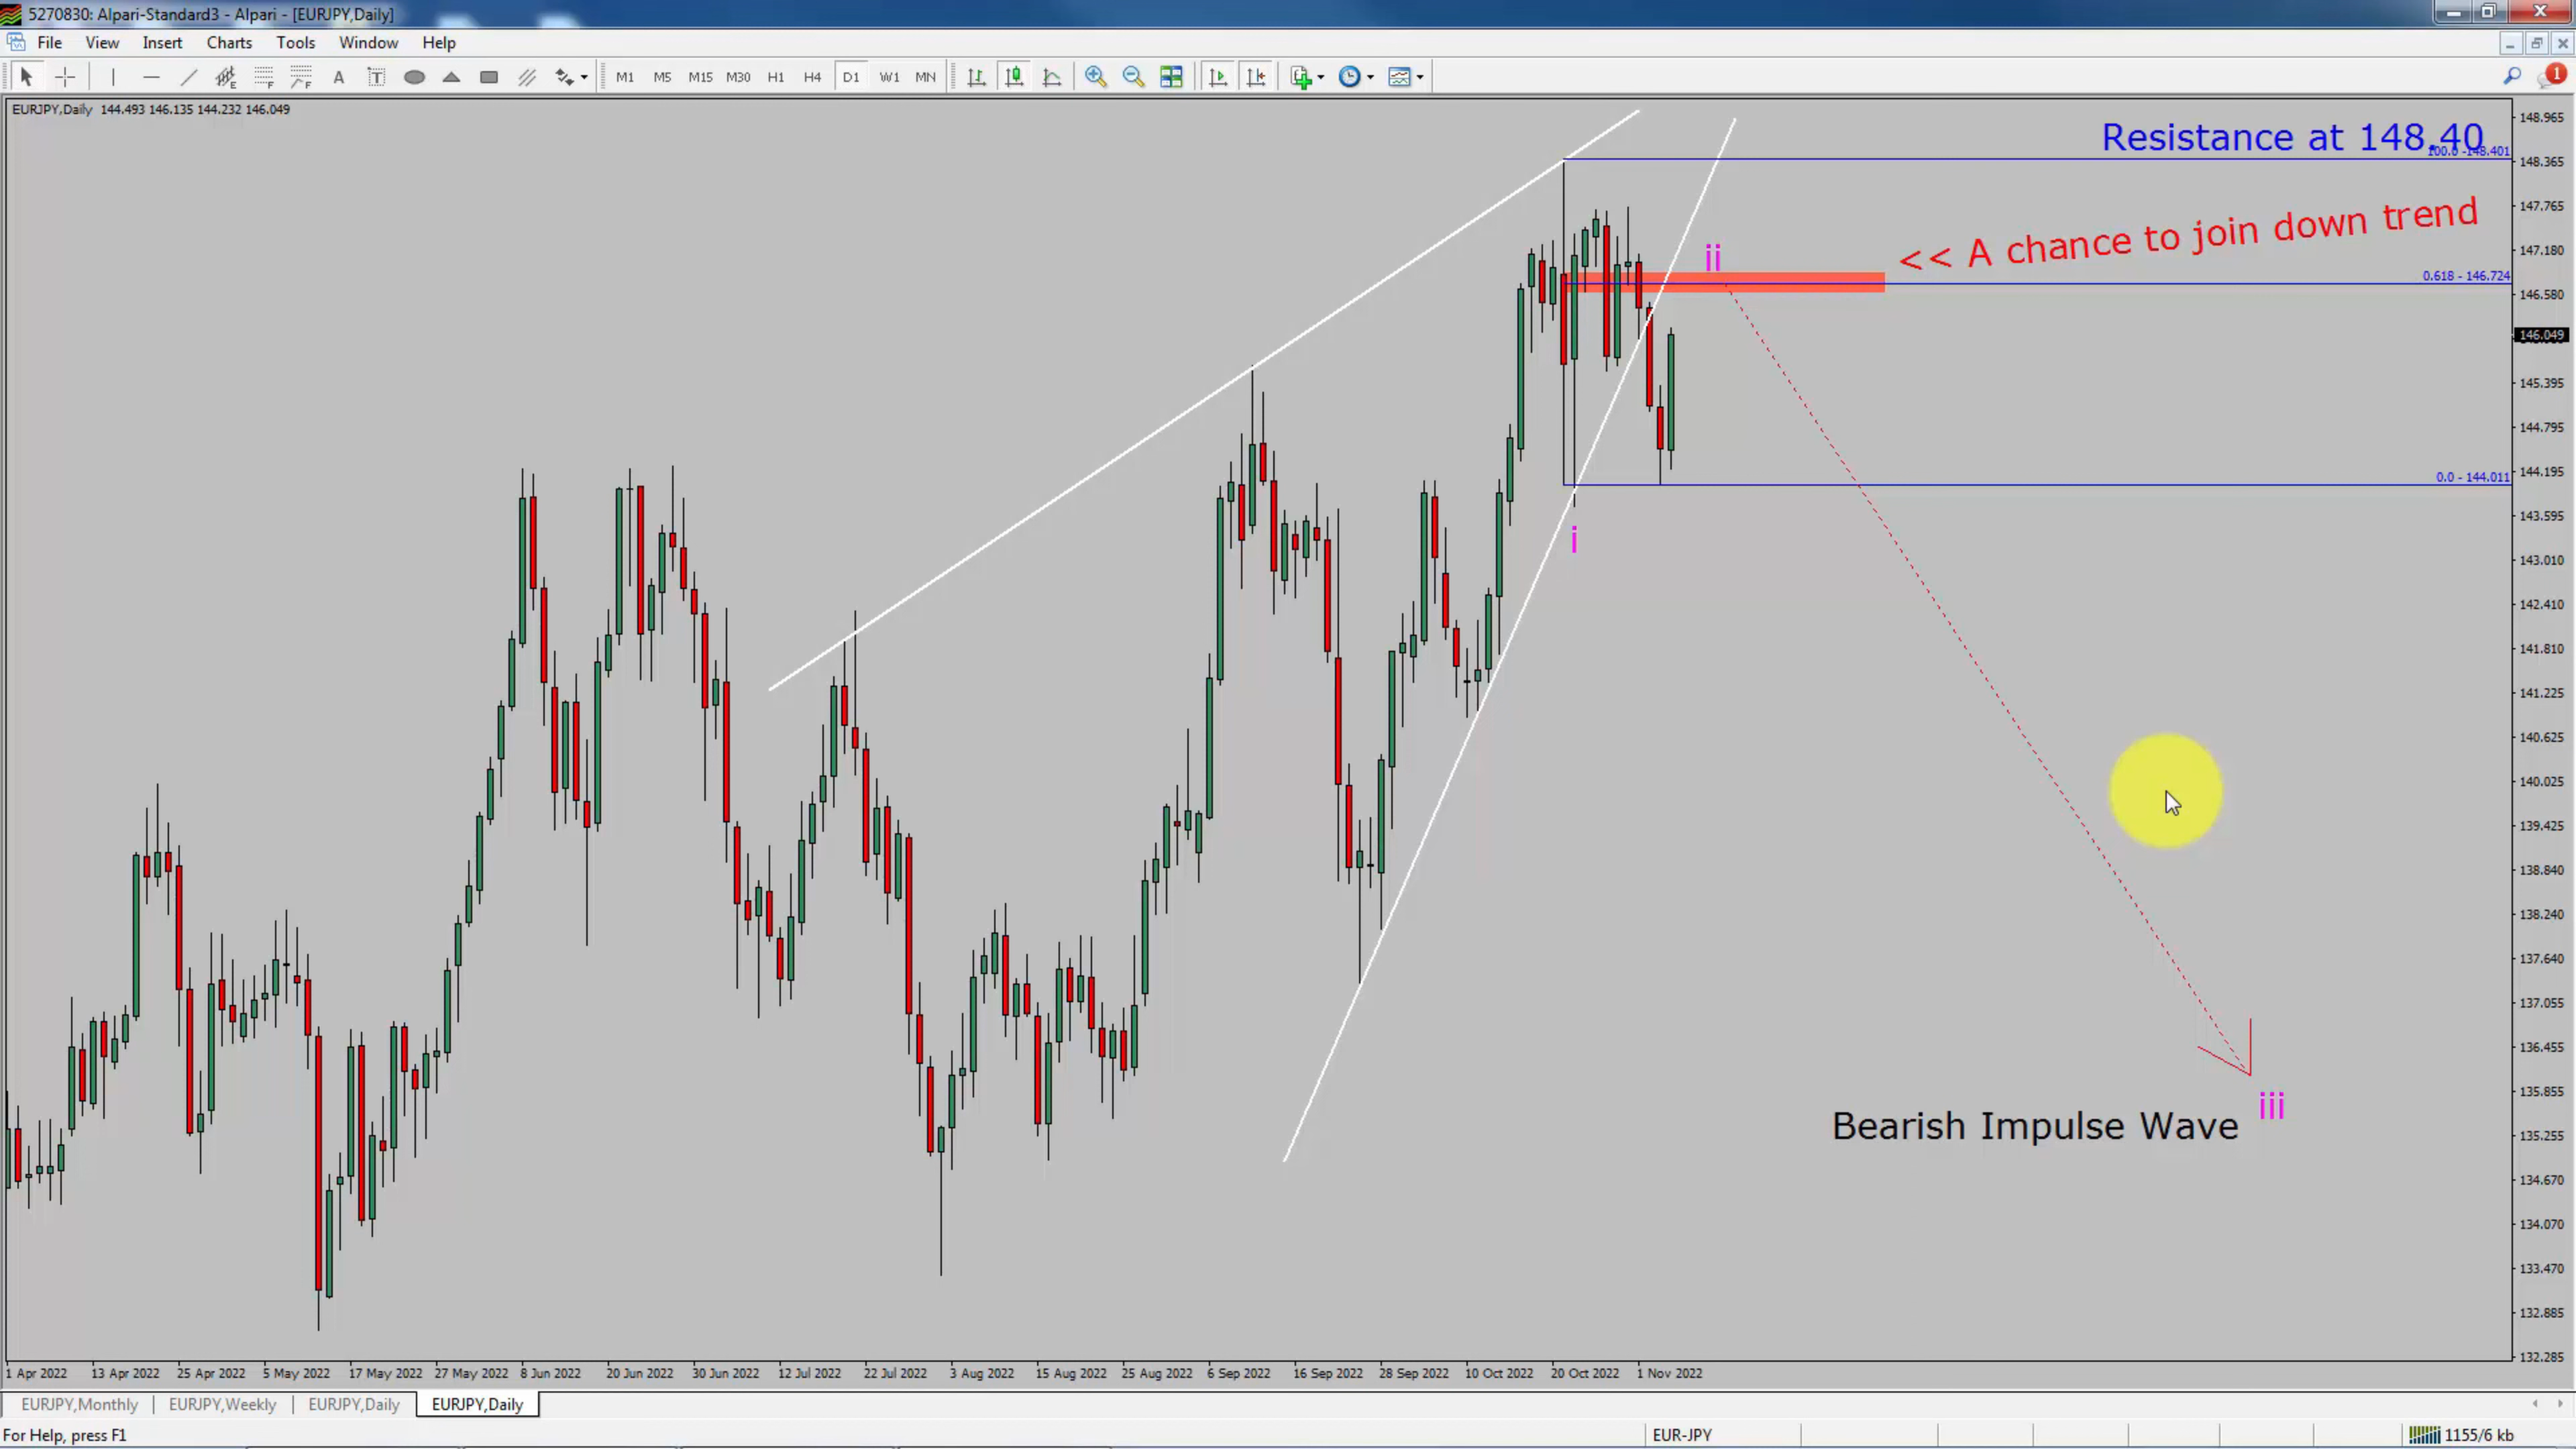 5270830: Alpari-Standard3 - Alpari - [EURJPY,Daily]
File View Insert Charts Tools Window Help
M1 M5 M15 M30 H1 H4 D1 W1 MN
1
EURJPY,Daily 144.493 146.135 144.232 146.049
148.965
Resistance at 148.40
100.0 -148.401
148.365
147.765
<< A chance to join down trend
147.180
ii
0.618 - 146.724
146.580
146.049
145.395
144.795
144.195
0.0 - 144.011
143.595
i
143.010
142.410
141.810
141.225
140.625
140.025
139.425
138.840
138.240
137.640
137.055
136.455
135.855
iii
Bearish Impulse Wave
135.255
134.670
134.070
133.470
132.885
132.285
1 Apr 2022 13 Apr 2022 25 Apr 2022 5 May 2022 17 May 2022 27 May 2022 8 Jun 2022 20 Jun 2022 30 Jun 2022 12 Jul 2022 22 Jul 2022 3 Aug 2022 15 Aug 2022 25 Aug 2022 6 Sep 2022 16 Sep 2022 28 Sep 2022 10 Oct 2022 20 Oct 2022 1 Nov 2022
EURJPY,Monthly EURJPY,Weekly EURJPY,Daily EURJPY,Daily
For Help, press F1 EUR-JPY 1155/6 kb